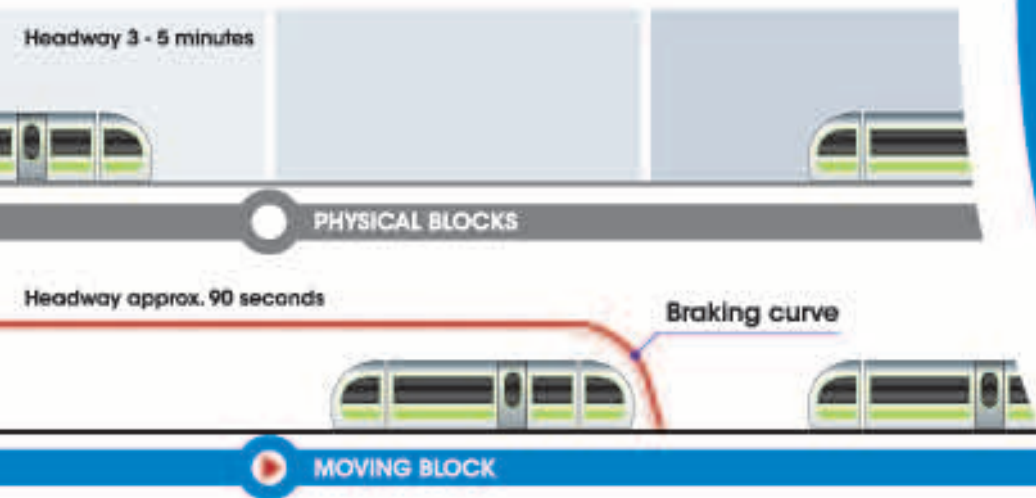 Headway 3 - 5 minutes
PHYSICAL BLOCKS
Headway approx. 90 seconds
Braking curve
MOVING BLOCK